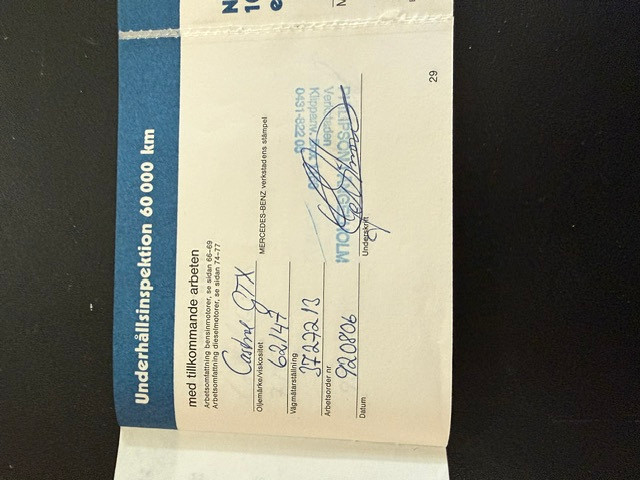 Underhållsinspektion 60 000 km
med tillkommande arbeten
Arbetsomfattning bensinmotorer, se sidan 66–69
Arbetsomfattning dieselmotorer, se sidan 74–77
Castrol GTX
Oljemärke/viskositet
MERCEDES-BENZ verkstadens stämpel
62147
Vägmätarställning
Verkstaden
0431-822 05
Arbetsorder nr
920806
Datum
Underskrift
29